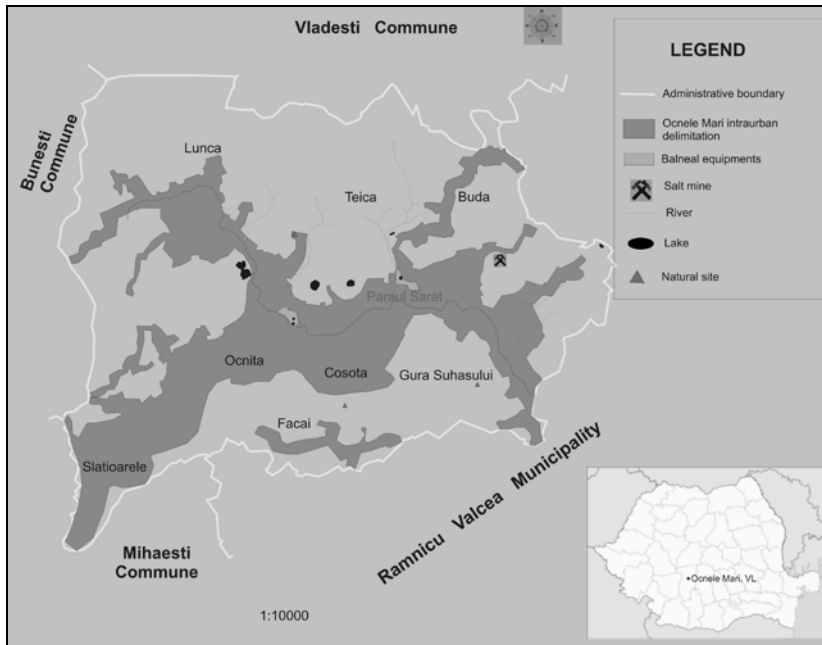 Vladesti Commune
LEGEND
Administrative boundary
Ocnele Mari intraurban
delimitation
Balneal equipments
Salt mine
River
Lake
Natural site
Bunesti
Commune
Lunca
Teica
Buda
Paraul Sarat
Ocnita
Cosota
Gura Suhasului
Facai
Slatioarele
Mihaesti
Commune
Ramnicu Valcea Municipality
1:10000
Ocnele Mari, VL